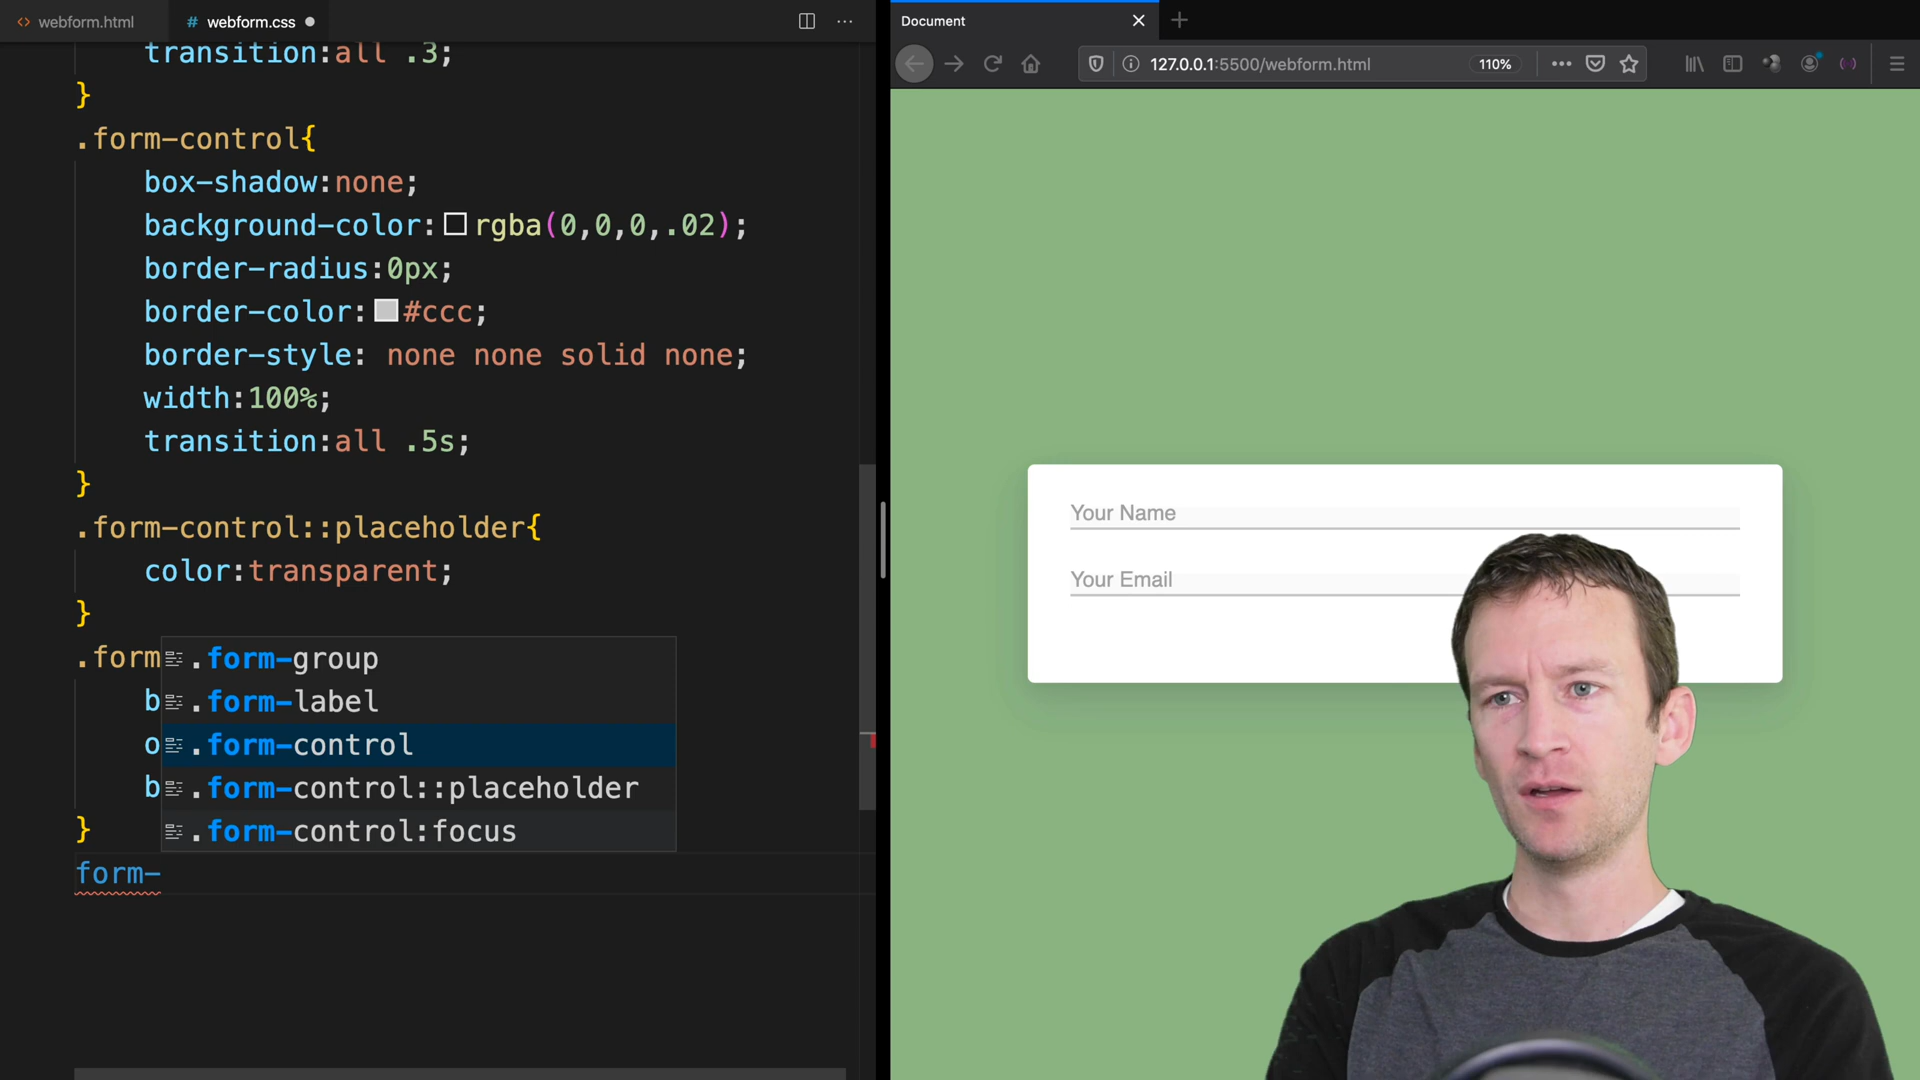 webform.html
# webform.css
transition:all .3;
}
.form-control{
box-shadow:none;
background-color: rgba(0,0,0,.02);
border-radius:0px;
border-color: #ccc;
border-style: none none solid none;
width:100%;
transition:all .5s;
}
.form-control::placeholder{
color:transparent;
}
.form
b
o
b
}
.form-group
.form-label
.form-control
.form-control::placeholder
.form-control:focus
form-
Document
127.0.0.1:5500/webform.html
110%
Your Name
Your Email